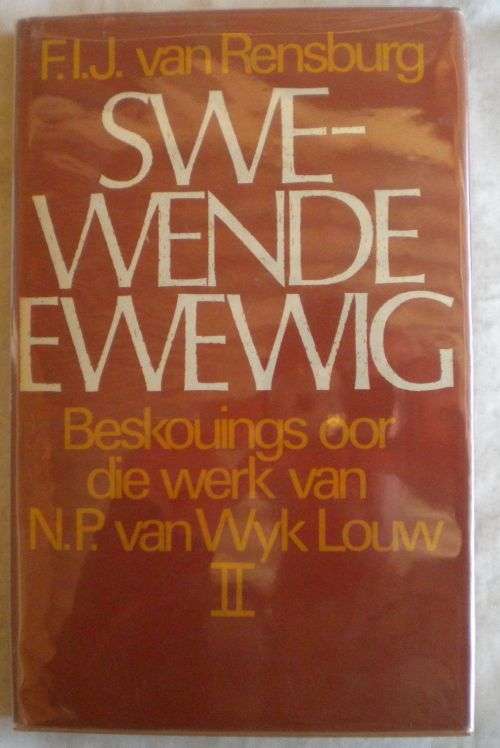 F.I.J. van Rensburg
SWE-
WENDE
EWEWIG
Beskouings oor
die werk van
N.P. van Wyk Louw
II